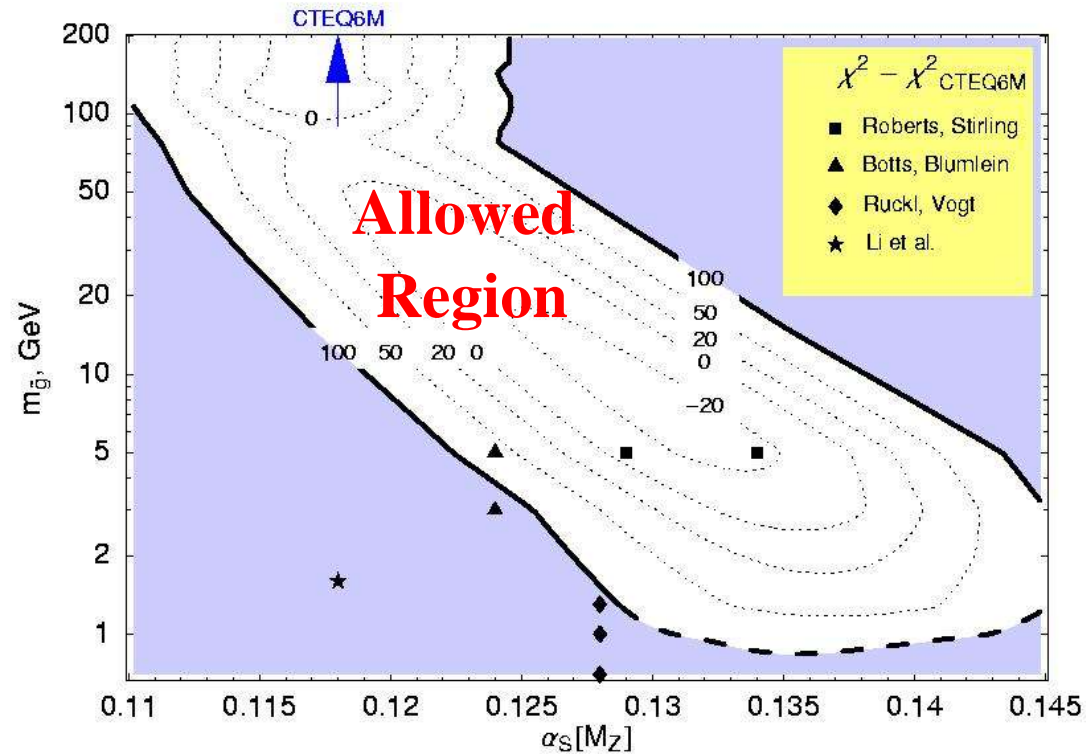 CTEQ6M
200
100
50
20
10
5
2
1
m_g̃, GeV
0
Allowed
Region
100 50 20 0
100
50
20
0
−20
χ² − χ²CTEQ6M
Roberts, Stirling
Botts, Blumlein
Ruckl, Vogt
Li et al.
0.11 0.115 0.12 0.125 0.13 0.135 0.14 0.145
αS[MZ]